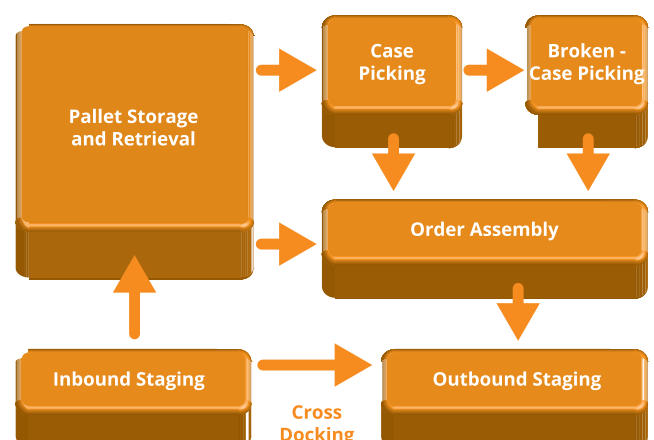 Case
Picking
Broken -
Case Picking
Pallet Storage
and Retrieval
Order Assembly
Inbound Staging
Outbound Staging
Cross
Docking